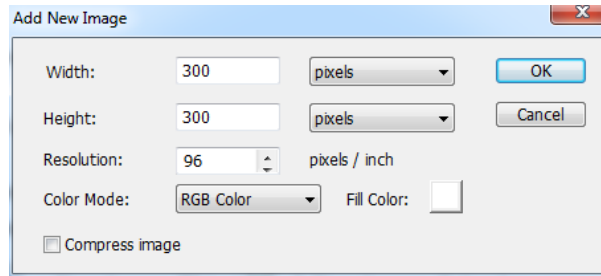 Add New Image
Width: 300 pixels OK
Height: 300 pixels Cancel
Resolution: 96 pixels / inch
Color Mode: RGB Color Fill Color:
Compress image